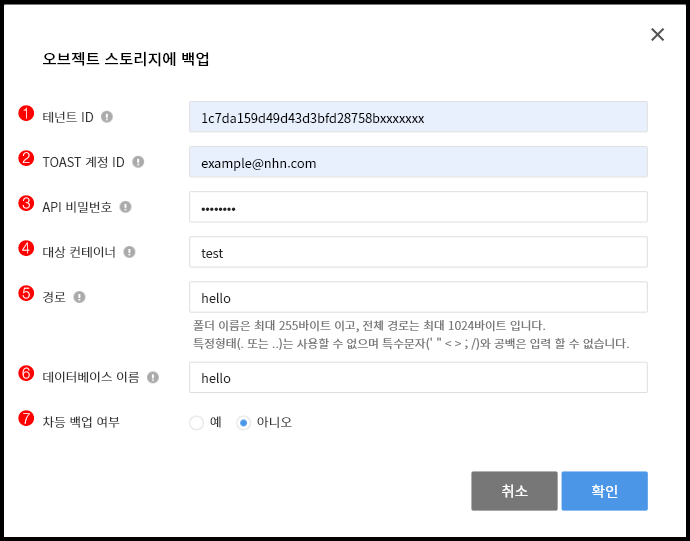 오브젝트 스토리지에 백업
1 테넌트 ID 1c7da159d49d43d3bfd28758bxxxxxxx
2 TOAST 계정 ID example@nhn.com
3 API 비밀번호 ••••••••
4 대상 컨테이너 test
5 경로 hello
폴더 이름은 최대 255바이트 이고, 전체 경로는 최대 1024바이트 입니다.
특정형태(. 또는 ..)는 사용할 수 없으며 특수문자(' " < > ; /)와 공백은 입력 할 수 없습니다.
6 데이터베이스 이름 hello
7 차등 백업 여부 예 아니오
취소 확인